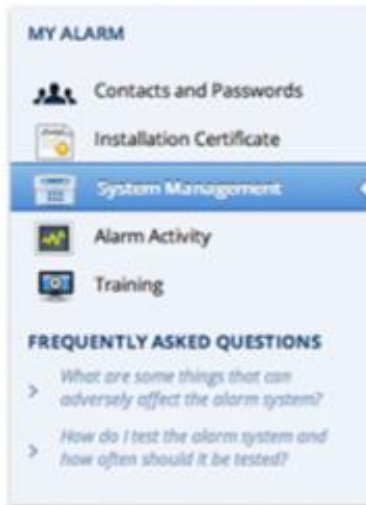 MY ALARM
Contacts and Passwords
Installation Certificate
System Management
Alarm Activity
Training
FREQUENTLY ASKED QUESTIONS
What are some things that can
adversely affect the alarm system?
How do I test the alarm system and
how often should it be tested?